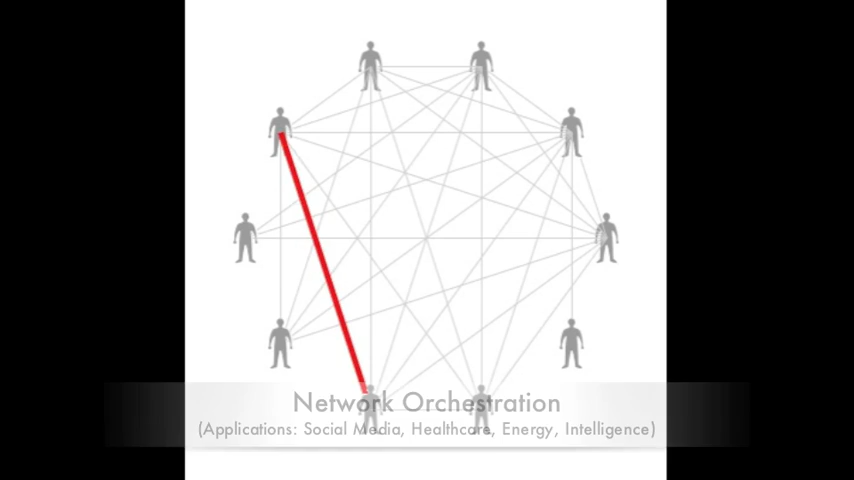 Network Orchestration
(Applications: Social Media, Healthcare, Energy, Intelligence)